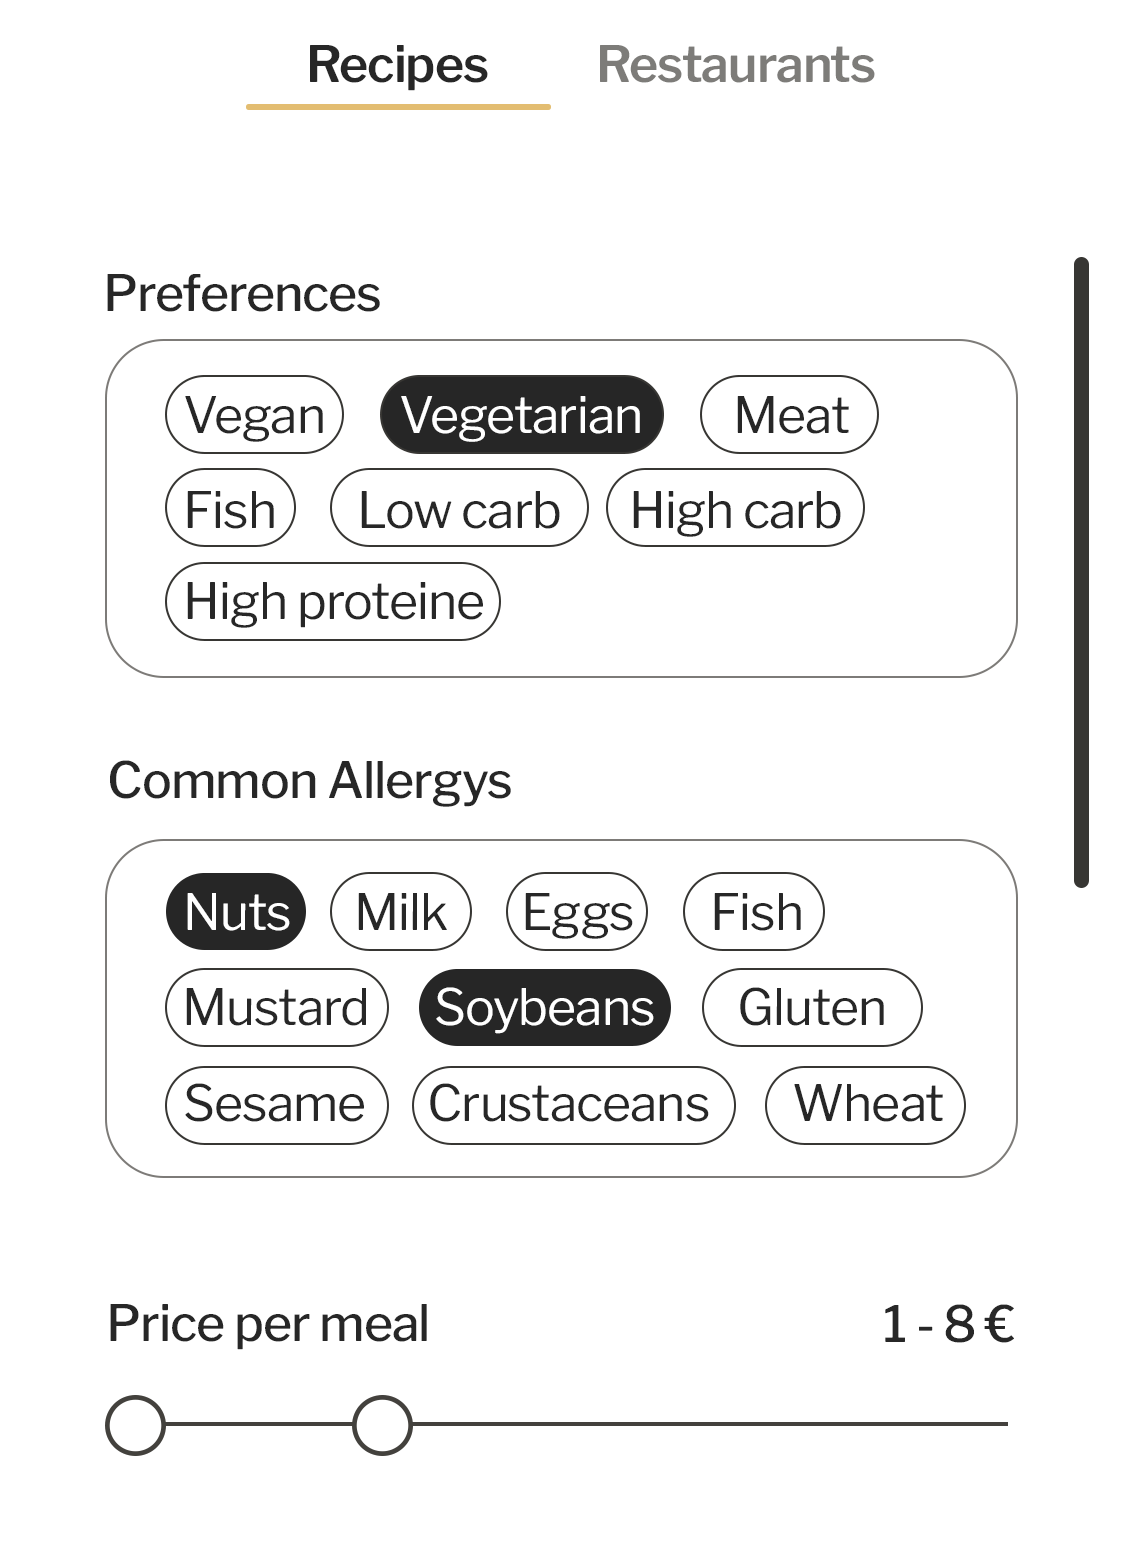 Recipes Restaurants
Preferences
Vegan Vegetarian Meat
Fish Low carb High carb
High proteine
Common Allergys
Nuts Milk Eggs Fish
Mustard Soybeans Gluten
Sesame Crustaceans Wheat
Price per meal 1 - 8 €